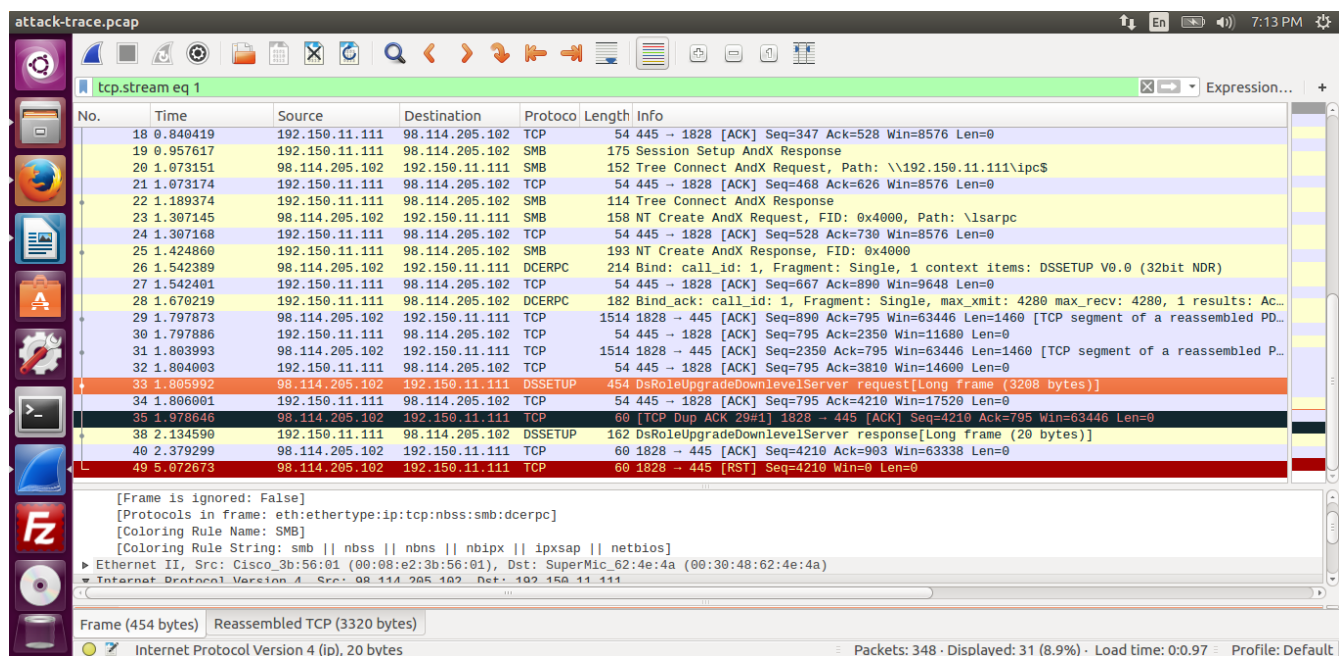 attack-trace.pcap
En
7:13 PM
tcp.stream eq 1
Expression...
+
No. Time Source Destination Protoco Length Info
18 0.840419 192.150.11.111 98.114.205.102 TCP 54 445 → 1828 [ACK] Seq=347 Ack=528 Win=8576 Len=0
19 0.957617 192.150.11.111 98.114.205.102 SMB 175 Session Setup AndX Response
20 1.073151 98.114.205.102 192.150.11.111 SMB 152 Tree Connect AndX Request, Path: \\192.150.11.111\ipc$
21 1.073174 192.150.11.111 98.114.205.102 TCP 54 445 → 1828 [ACK] Seq=468 Ack=626 Win=8576 Len=0
22 1.189374 192.150.11.111 98.114.205.102 SMB 114 Tree Connect AndX Response
23 1.307145 98.114.205.102 192.150.11.111 SMB 158 NT Create AndX Request, FID: 0x4000, Path: \lsarpc
24 1.307168 192.150.11.111 98.114.205.102 TCP 54 445 → 1828 [ACK] Seq=528 Ack=730 Win=8576 Len=0
25 1.424860 192.150.11.111 98.114.205.102 SMB 193 NT Create AndX Response, FID: 0x4000
26 1.542389 98.114.205.102 192.150.11.111 DCERPC 214 Bind: call_id: 1, Fragment: Single, 1 context items: DSSETUP V0.0 (32bit NDR)
27 1.542401 192.150.11.111 98.114.205.102 TCP 54 445 → 1828 [ACK] Seq=667 Ack=890 Win=9648 Len=0
28 1.670219 192.150.11.111 98.114.205.102 DCERPC 182 Bind_ack: call_id: 1, Fragment: Single, max_xmit: 4280 max_recv: 4280, 1 results: Ac…
29 1.797873 98.114.205.102 192.150.11.111 TCP 1514 1828 → 445 [ACK] Seq=890 Ack=795 Win=63446 Len=1460 [TCP segment of a reassembled PD…
30 1.797886 192.150.11.111 98.114.205.102 TCP 54 445 → 1828 [ACK] Seq=795 Ack=2350 Win=11680 Len=0
31 1.803993 98.114.205.102 192.150.11.111 TCP 1514 1828 → 445 [ACK] Seq=2350 Ack=795 Win=63446 Len=1460 [TCP segment of a reassembled P…
32 1.804003 192.150.11.111 98.114.205.102 TCP 54 445 → 1828 [ACK] Seq=795 Ack=3810 Win=14600 Len=0
33 1.805992 98.114.205.102 192.150.11.111 DSSETUP 454 DsRoleUpgradeDownlevelServer request[Long frame (3208 bytes)]
34 1.806001 192.150.11.111 98.114.205.102 TCP 54 445 → 1828 [ACK] Seq=795 Ack=4210 Win=17520 Len=0
35 1.978646 98.114.205.102 192.150.11.111 TCP 60 [TCP Dup ACK 29#1] 1828 → 445 [ACK] Seq=4210 Ack=795 Win=63446 Len=0
38 2.134590 192.150.11.111 98.114.205.102 DSSETUP 162 DsRoleUpgradeDownlevelServer response[Long frame (20 bytes)]
40 2.379299 98.114.205.102 192.150.11.111 TCP 60 1828 → 445 [ACK] Seq=4210 Ack=903 Win=63338 Len=0
49 5.072673 98.114.205.102 192.150.11.111 TCP 60 1828 → 445 [RST] Seq=4210 Win=0 Len=0
[Frame is ignored: False]
[Protocols in frame: eth:ethertype:ip:tcp:nbss:smb:dcerpc]
[Coloring Rule Name: SMB]
[Coloring Rule String: smb || nbss || nbns || nbipx || ipxsap || netbios]
Ethernet II, Src: Cisco_3b:56:01 (00:08:e2:3b:56:01), Dst: SuperMic_62:4e:4a (00:30:48:62:4e:4a)
Internet Protocol Version 4, Src: 98.114.205.102, Dst: 192.150.11.111
Frame (454 bytes) Reassembled TCP (3320 bytes)
Internet Protocol Version 4 (ip), 20 bytes
Packets: 348 · Displayed: 31 (8.9%) · Load time: 0:0.97
Profile: Default
Fz